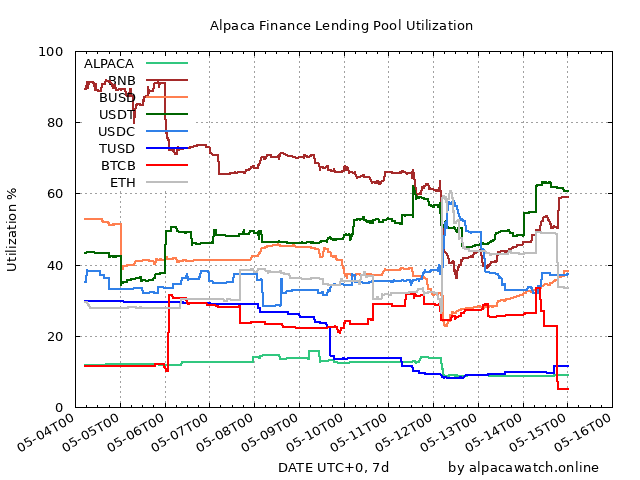 Alpaca Finance Lending Pool Utilization
100
80
60
40
20
0
Utilization %
ALPACA
BNB
BUSD
USDT
USDC
TUSD
BTCB
ETH
05-04T00
05-05T00
05-06T00
05-07T00
05-08T00
05-09T00
05-10T00
05-11T00
05-12T00
05-13T00
05-14T00
05-15T00
05-16T00
DATE UTC+0, 7d
by alpacawatch.online